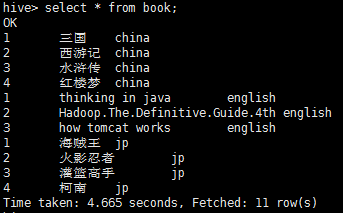 hive> select * from book;
OK
1 三国 china
2 西游记 china
3 水浒传 china
4 红楼梦 china
1 thinking in java english
2 Hadoop.The.Definitive.Guide.4th english
3 how tomcat works english
1 海贼王 jp
2 火影忍者 jp
3 灌篮高手 jp
4 柯南 jp
Time taken: 4.665 seconds, Fetched: 11 row(s)